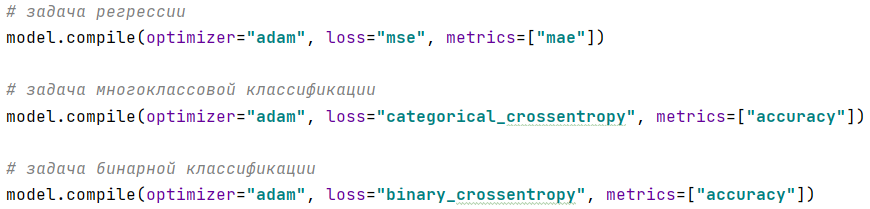 # задача регрессии
model.compile(optimizer="adam", loss="mse", metrics=["mae"])
# задача многоклассовой классификации
model.compile(optimizer="adam", loss="categorical_crossentropy", metrics=["accuracy"])
# задача бинарной классификации
model.compile(optimizer="adam", loss="binary_crossentropy", metrics=["accuracy"])